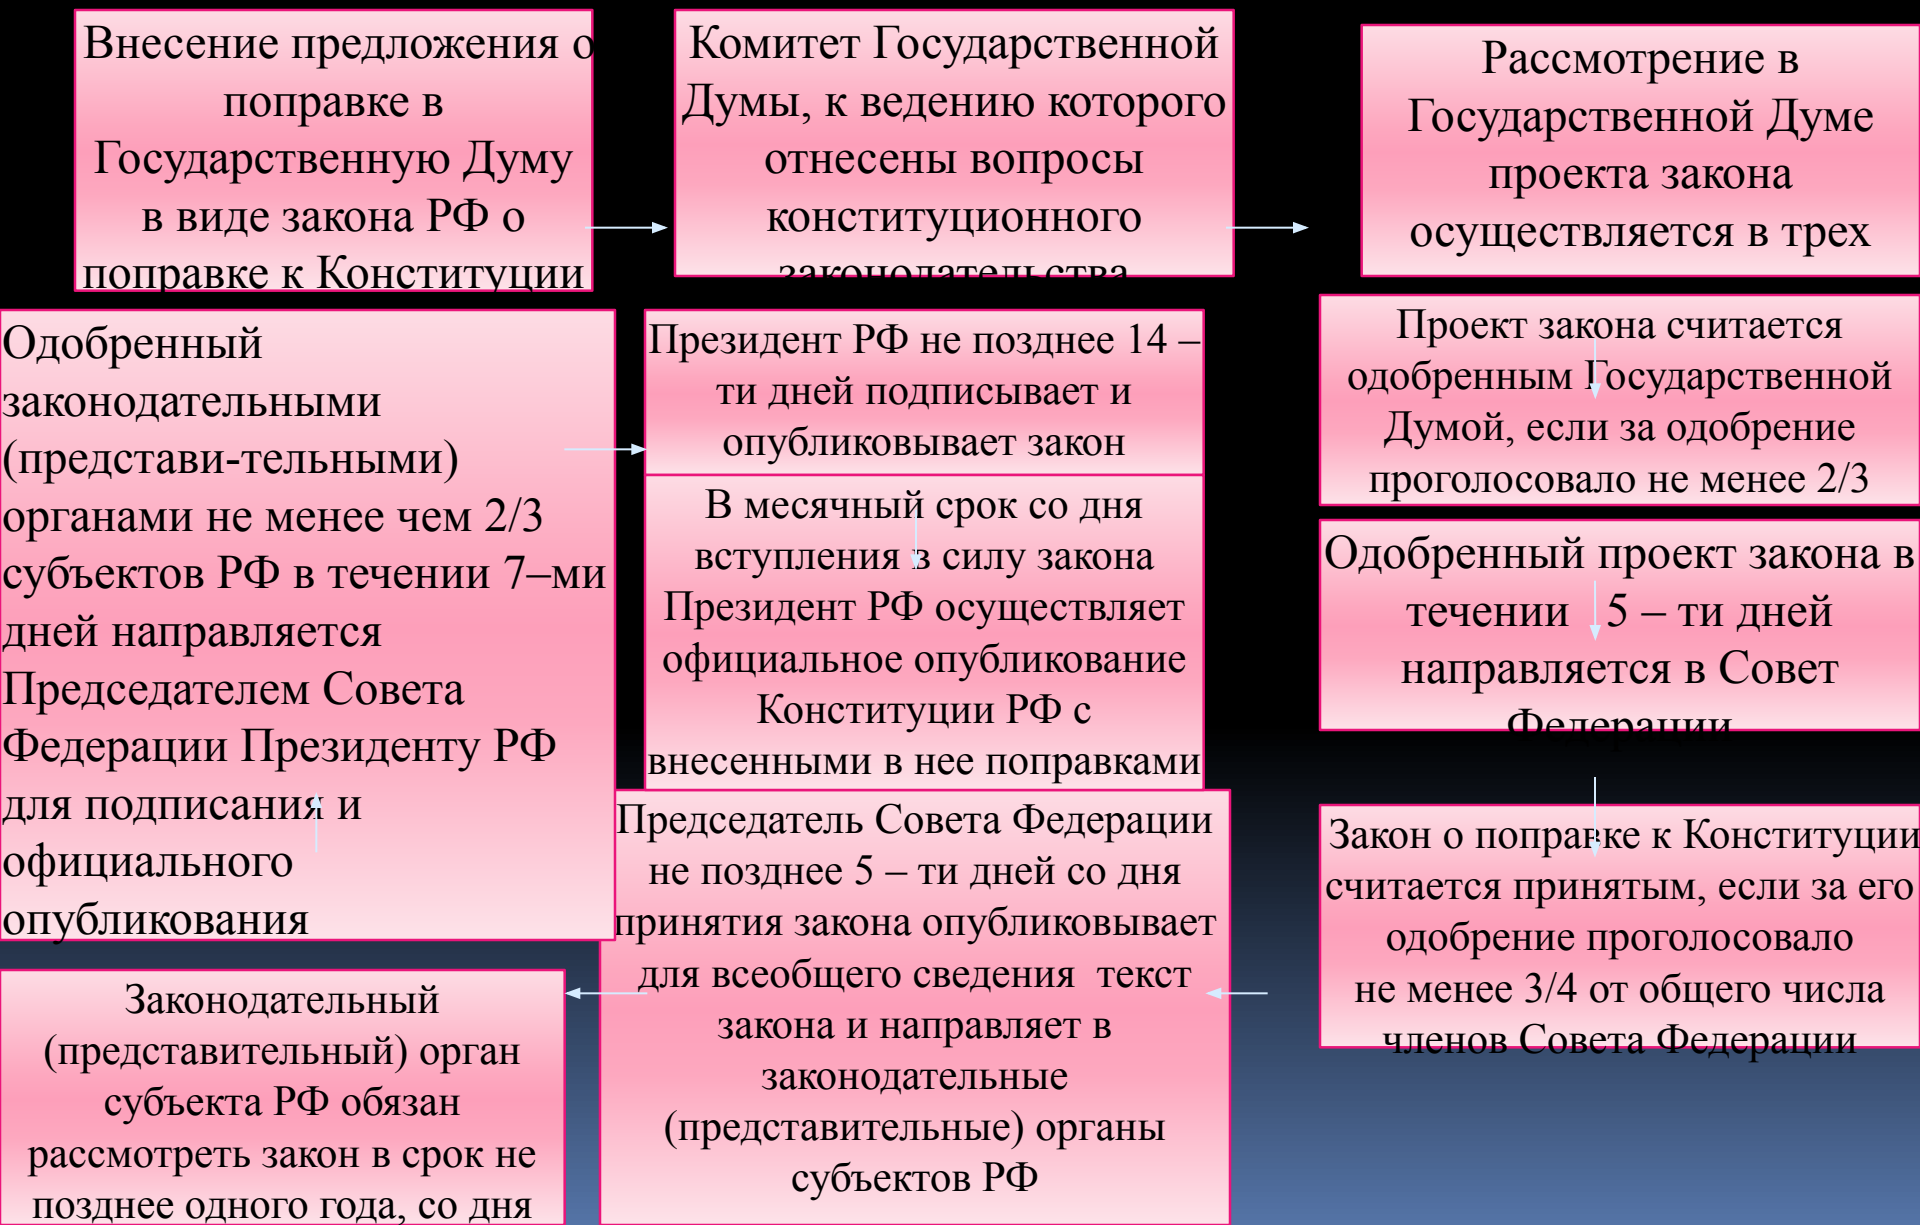 Внесение предложения о
поправке в
Государственную Думу
в виде закона РФ о
поправке к Конституции
Комитет Государственной
Думы, к ведению которого
отнесены вопросы
конституционного
законодательства
Рассмотрение в
Государственной Думе
проекта закона
осуществляется в трех
Проект закона считается
одобренным Государственной
Думой, если за одобрение
проголосовало не менее 2/3
Одобренный проект закона в
течении 5 – ти дней
направляется в Совет
Федерации
Закон о поправке к Конституции
считается принятым, если за его
одобрение проголосовало
не менее 3/4 от общего числа
членов Совета Федерации
Председатель Совета Федерации
не позднее 5 – ти дней со дня
принятия закона опубликовывает
для всеобщего сведения текст
закона и направляет в
законодательные
(представительные) органы
субъектов РФ
Законодательный
(представительный) орган
субъекта РФ обязан
рассмотреть закон в срок не
позднее одного года, со дня
Одобренный
законодательными
(представи-тельными)
органами не менее чем 2/3
субъектов РФ в течении 7–ми
дней направляется
Председателем Совета
Федерации Президенту РФ
для подписания и
официального
опубликования
Президент РФ не позднее 14 –
ти дней подписывает и
опубликовывает закон
В месячный срок со дня
вступления в силу закона
Президент РФ осуществляет
официальное опубликование
Конституции РФ с
внесенными в нее поправками